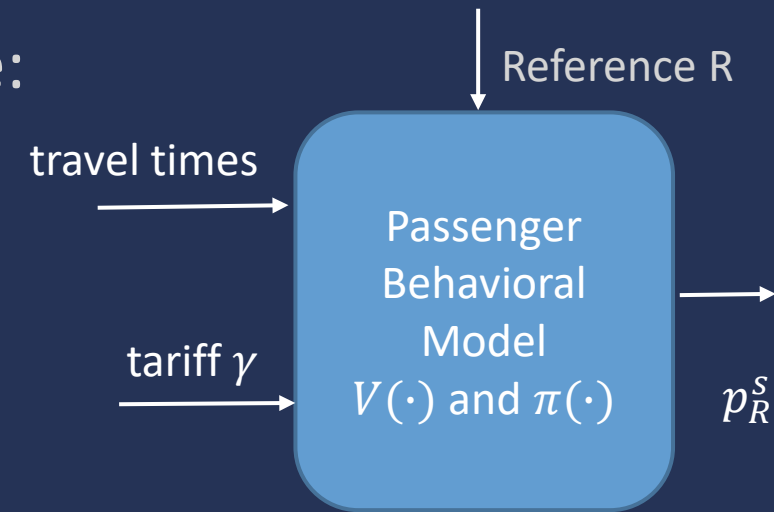 e:
Reference R
travel times
Passenger
Behavioral
Model
V(·) and π(·)
tariff γ
p_R^s